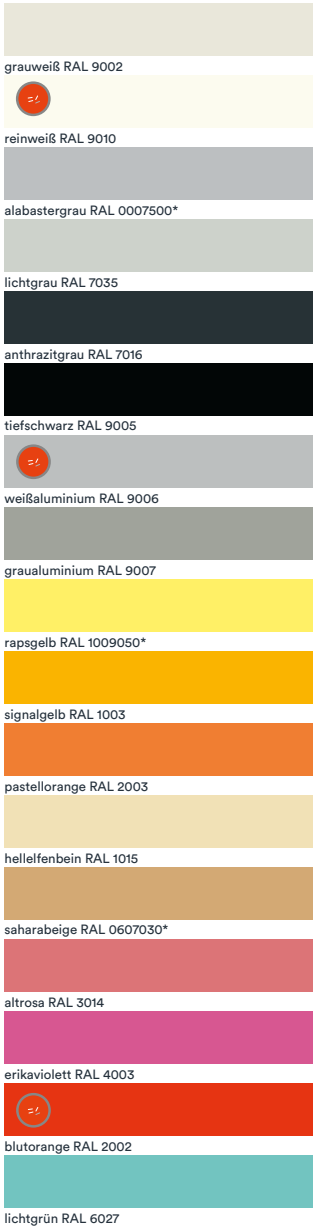 grauweiß RAL 9002
reinweiß RAL 9010
alabastergrau RAL 0007500*
lichtgrau RAL 7035
anthrazitgrau RAL 7016
tiefschwarz RAL 9005
weißaluminium RAL 9006
graualuminium RAL 9007
rapsgelb RAL 1009050*
signalgelb RAL 1003
pastellorange RAL 2003
hellelfenbein RAL 1015
saharabeige RAL 0607030*
altrosa RAL 3014
erikaviolett RAL 4003
blutorange RAL 2002
lichtgrün RAL 6027